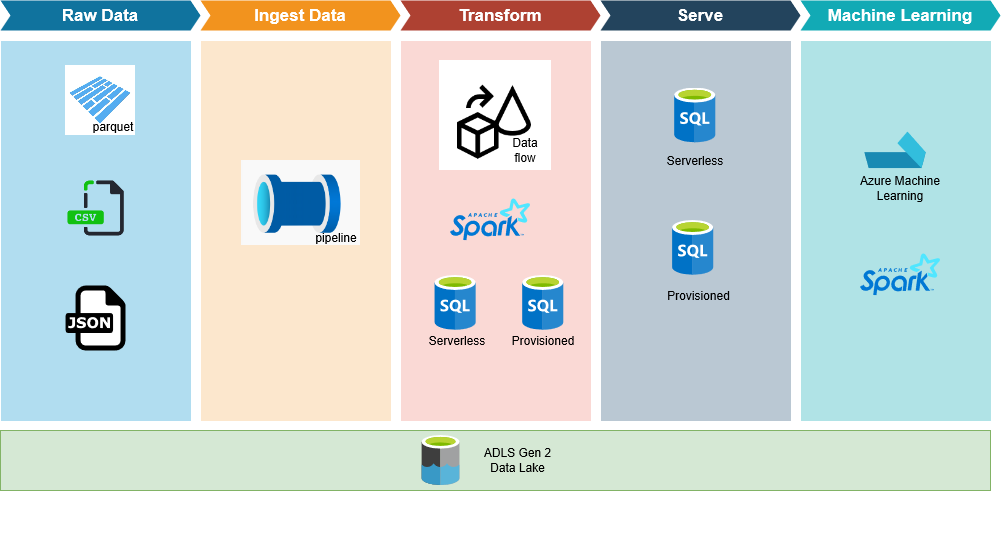 Raw Data
Ingest Data
Transform
Serve
Machine Learning
parquet
CSV
JSON
pipeline
Data
flow
APACHE
Spark
SQL
Serverless
SQL
Provisioned
SQL
Serverless
SQL
Provisioned
Azure Machine
Learning
APACHE
Spark
ADLS Gen 2
Data Lake